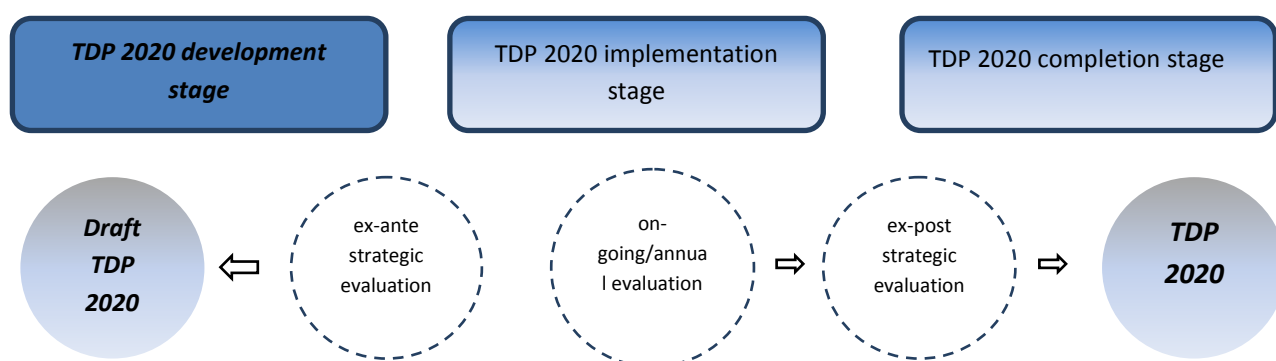 TDP 2020 development
stage
TDP 2020 implementation
stage
TDP 2020 completion stage
Draft
TDP
2020
ex-ante
strategic
evaluation
on-
going/annua
l evaluation
ex-post
strategic
evaluation
TDP
2020